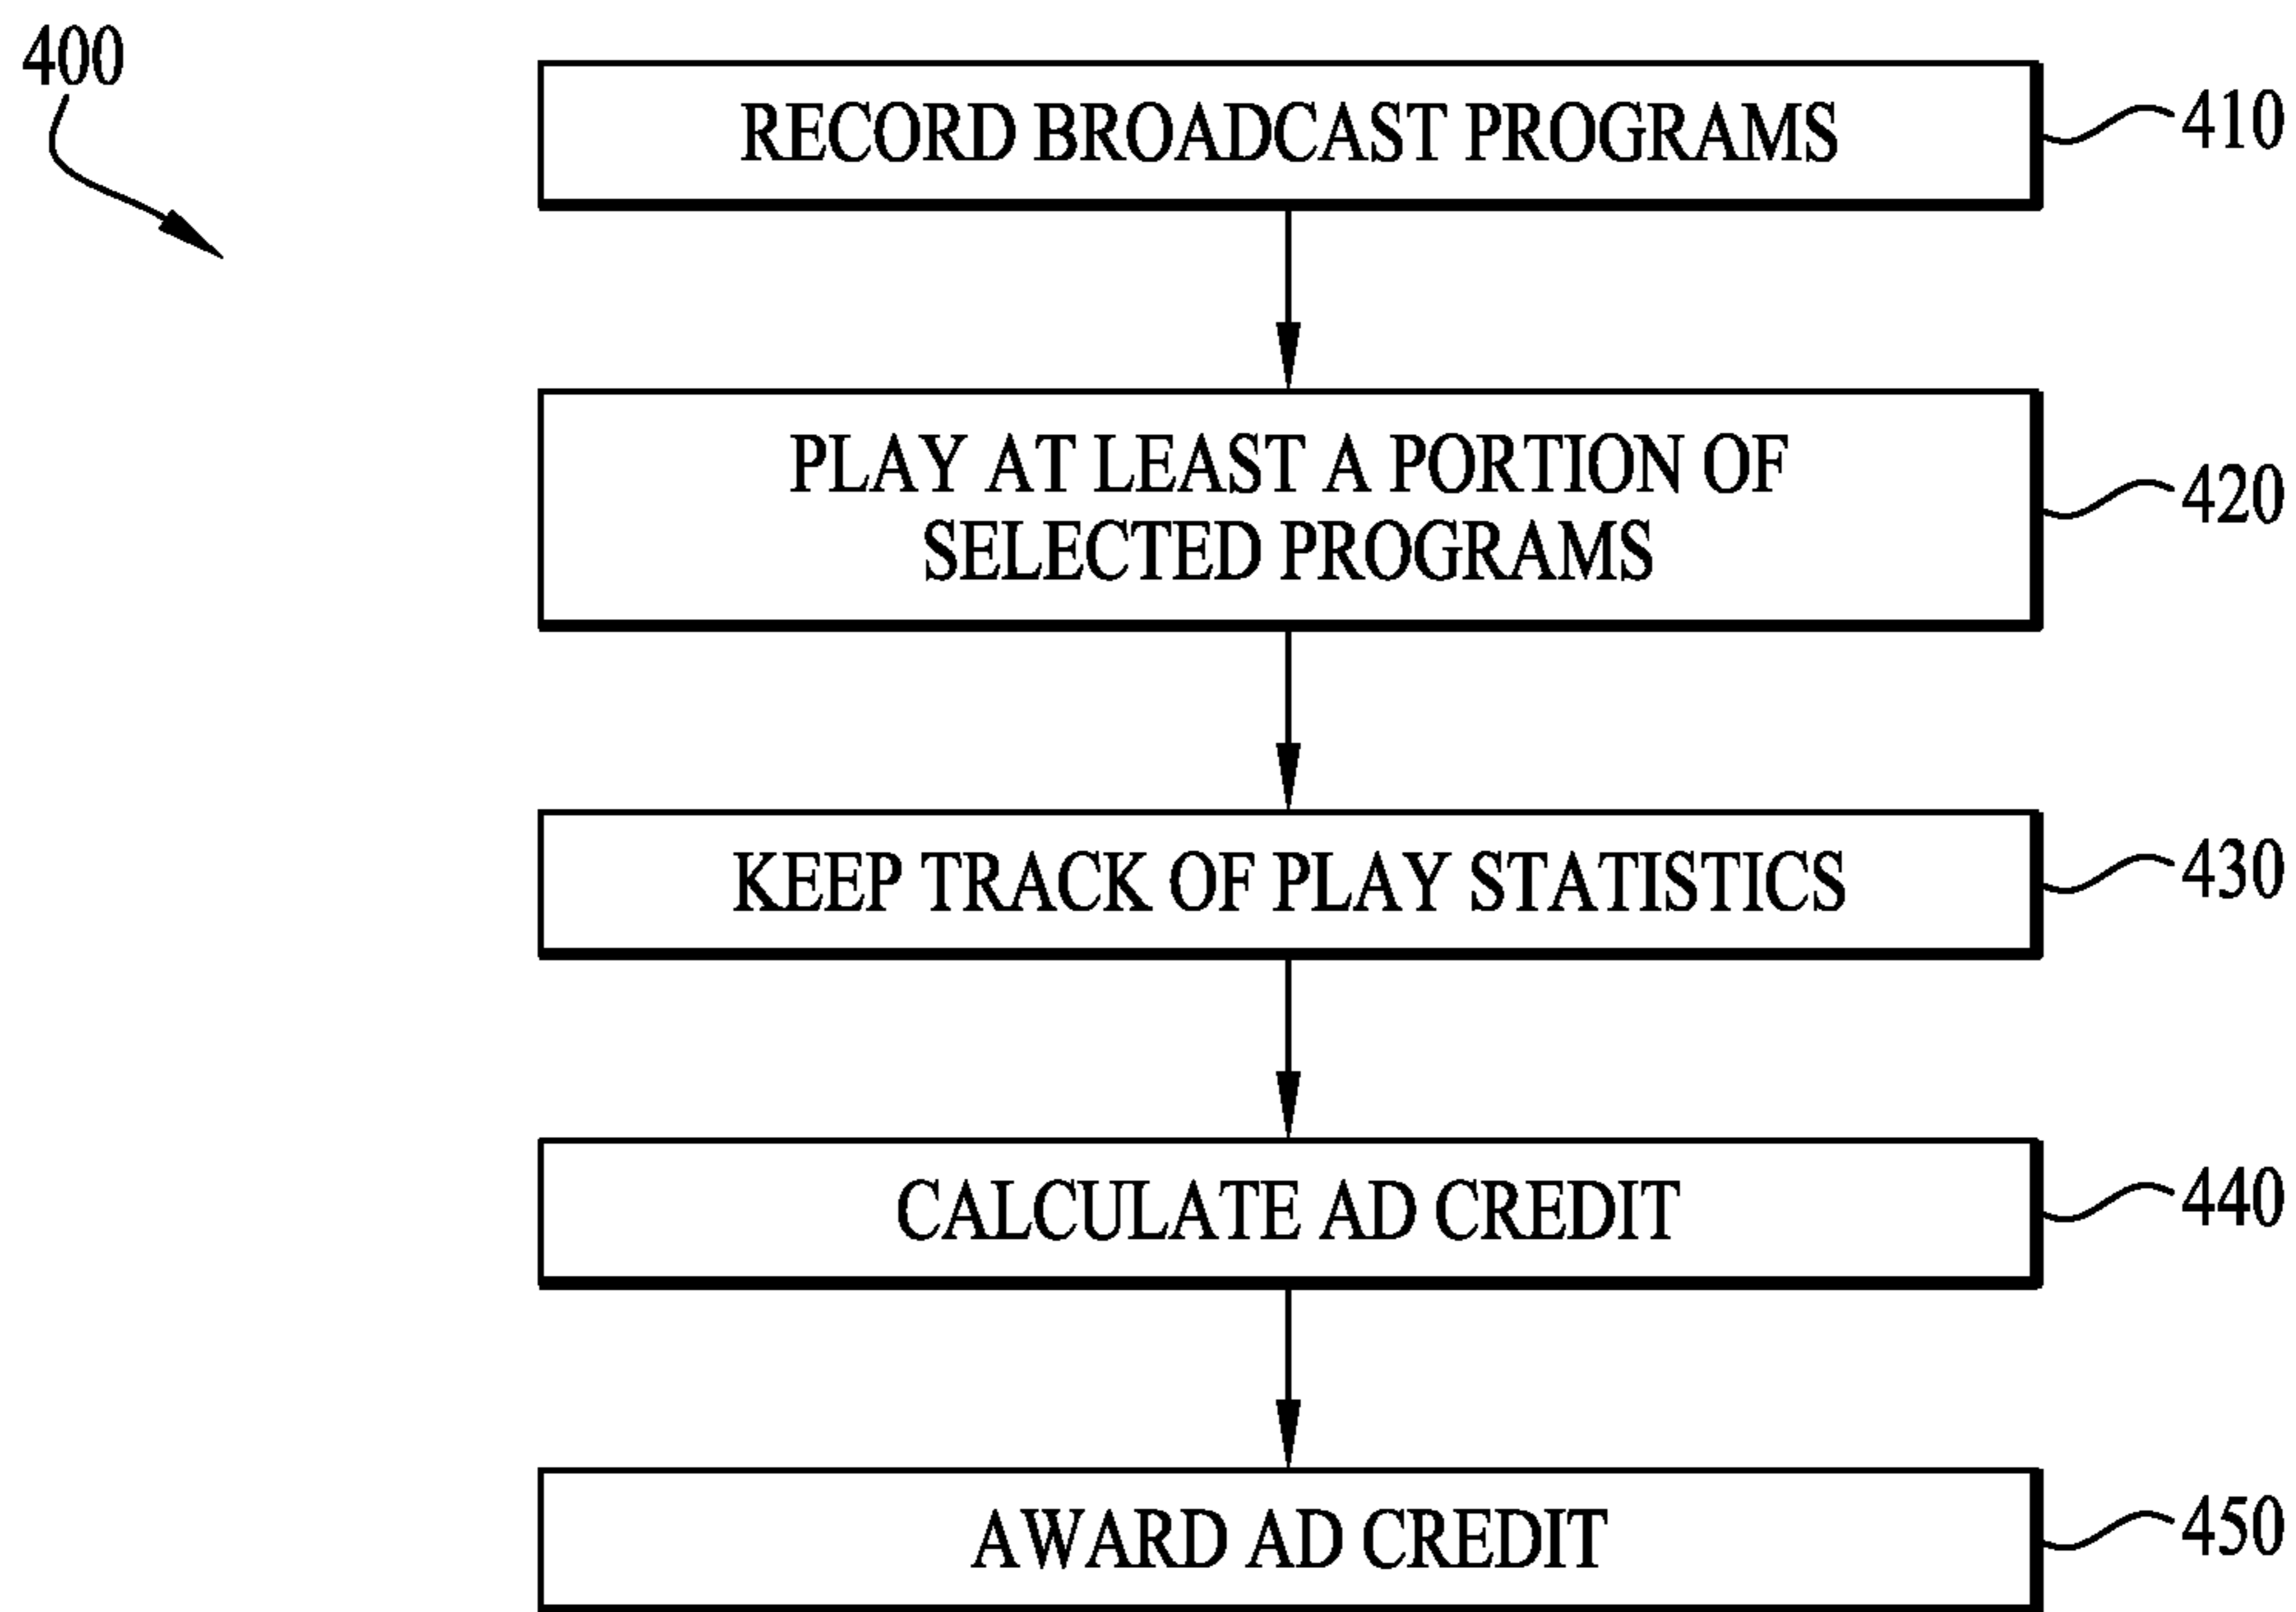 400
RECORD BROADCAST PROGRAMS
410
PLAY AT LEAST A PORTION OF
SELECTED PROGRAMS
420
KEEP TRACK OF PLAY STATISTICS
430
CALCULATE AD CREDIT
440
AWARD AD CREDIT
450